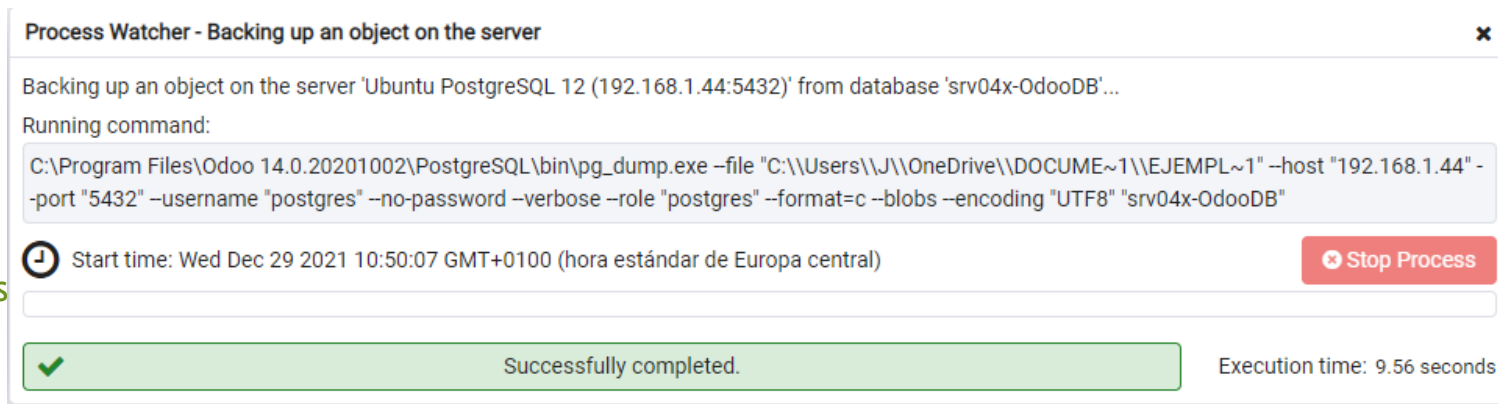 Process Watcher - Backing up an object on the server
Backing up an object on the server 'Ubuntu PostgreSQL 12 (192.168.1.44:5432)' from database 'srv04x-OdooDB'...
Running command:
C:\Program Files\Odoo 14.0.20201002\PostgreSQL\bin\pg_dump.exe --file "C:\\Users\\J\\OneDrive\\DOCUME~1\\EJEMPL~1" --host "192.168.1.44" -
-port "5432" --username "postgres" --no-password --verbose --role "postgres" --format=c --blobs --encoding "UTF8" "srv04x-OdooDB"
Start time: Wed Dec 29 2021 10:50:07 GMT+0100 (hora estándar de Europa central)
Stop Process
s
Successfully completed.
Execution time: 9.56 seconds